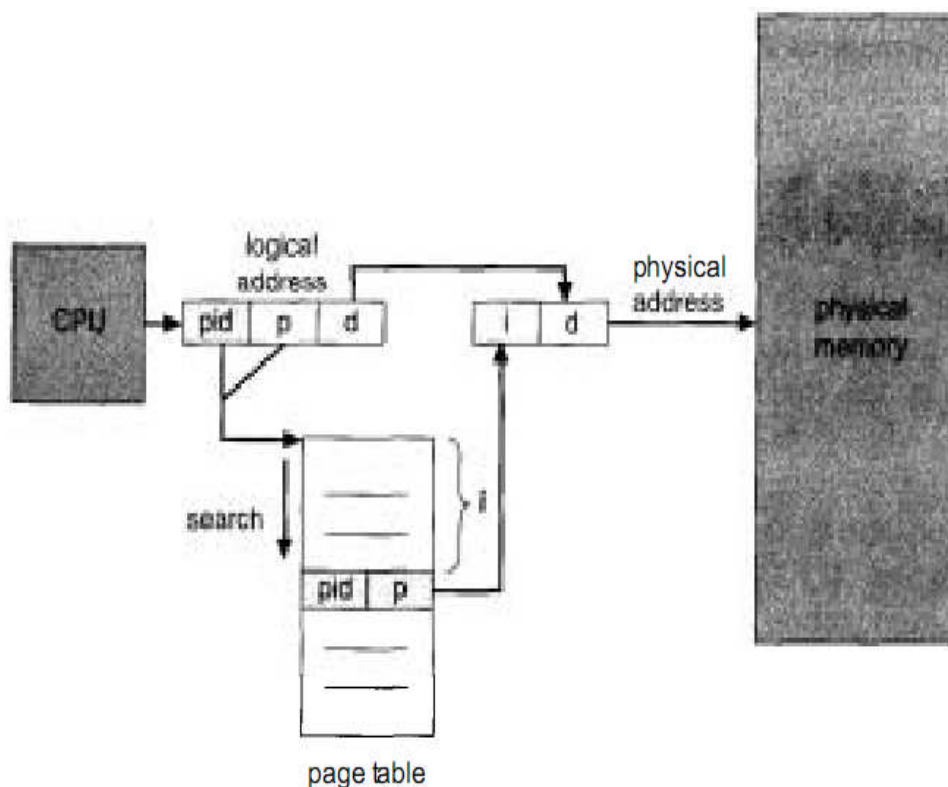 logical
address
physical
address
CPU
pid p d
i d
physical
memory
search
i
pid p
page table